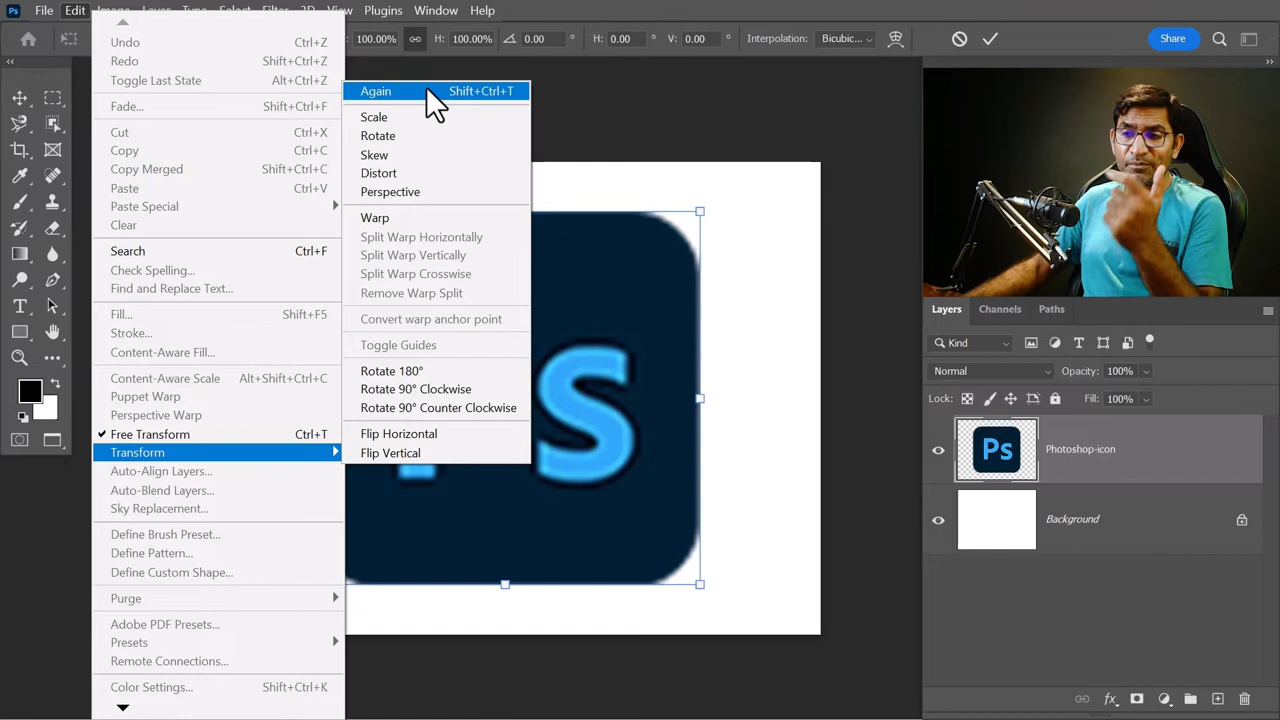 Ps File Edit Image Layer Type Select Filter 3D View Plugins Window Help
100.00% H: 100.00% 0.00 ° H: 0.00 ° V: 0.00 ° Interpolation: Bicubic... Share
Undo Ctrl+Z
Redo Shift+Ctrl+Z
Toggle Last State Alt+Ctrl+Z
Fade... Shift+Ctrl+F
Cut Ctrl+X
Copy Ctrl+C
Copy Merged Shift+Ctrl+C
Paste Ctrl+V
Paste Special
Clear
Search Ctrl+F
Check Spelling...
Find and Replace Text...
Fill... Shift+F5
Stroke...
Content-Aware Fill...
Content-Aware Scale Alt+Shift+Ctrl+C
Puppet Warp
Perspective Warp
Free Transform Ctrl+T
Transform
Auto-Align Layers...
Auto-Blend Layers...
Sky Replacement...
Define Brush Preset...
Define Pattern...
Define Custom Shape...
Purge
Adobe PDF Presets...
Presets
Remote Connections...
Color Settings... Shift+Ctrl+K
Again Shift+Ctrl+T
Scale
Rotate
Skew
Distort
Perspective
Warp
Split Warp Horizontally
Split Warp Vertically
Split Warp Crosswise
Remove Warp Split
Convert warp anchor point
Toggle Guides
Rotate 180°
Rotate 90° Clockwise
Rotate 90° Counter Clockwise
Flip Horizontal
Flip Vertical
s
Layers Channels Paths
Kind
Normal Opacity: 100%
Lock: Fill: 100%
Ps Photoshop-icon
Background
fx